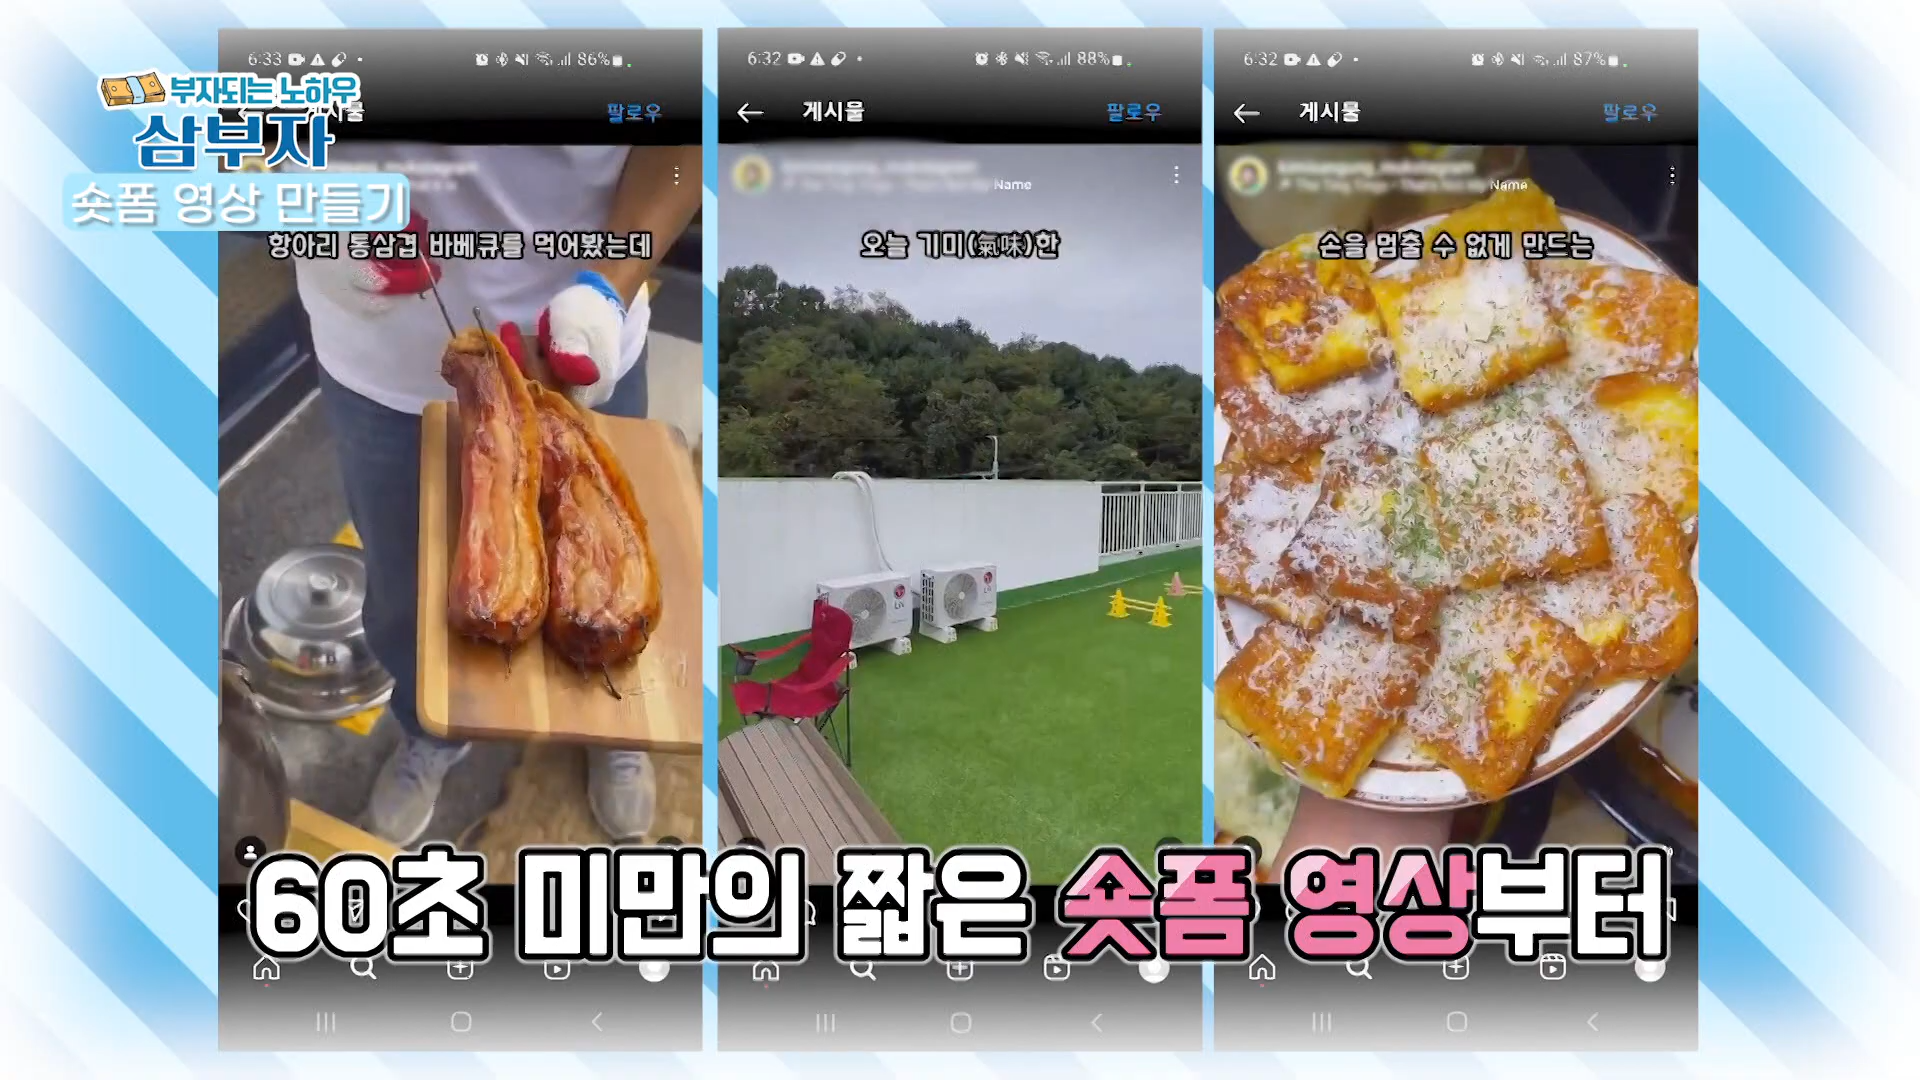 부자되는 노하우
삼부자
숏폼 영상 만들기
6:33
86%
게시물
팔로우
항아리 통삼겹 바베큐를 먹어봤는데
6:32
88%
게시물
팔로우
Name
오늘 기미(氣味)한
6:32
87%
게시물
팔로우
Name
손을 멈출 수 없게 만드는
60초 미만의 짧은 숏폼 영상부터